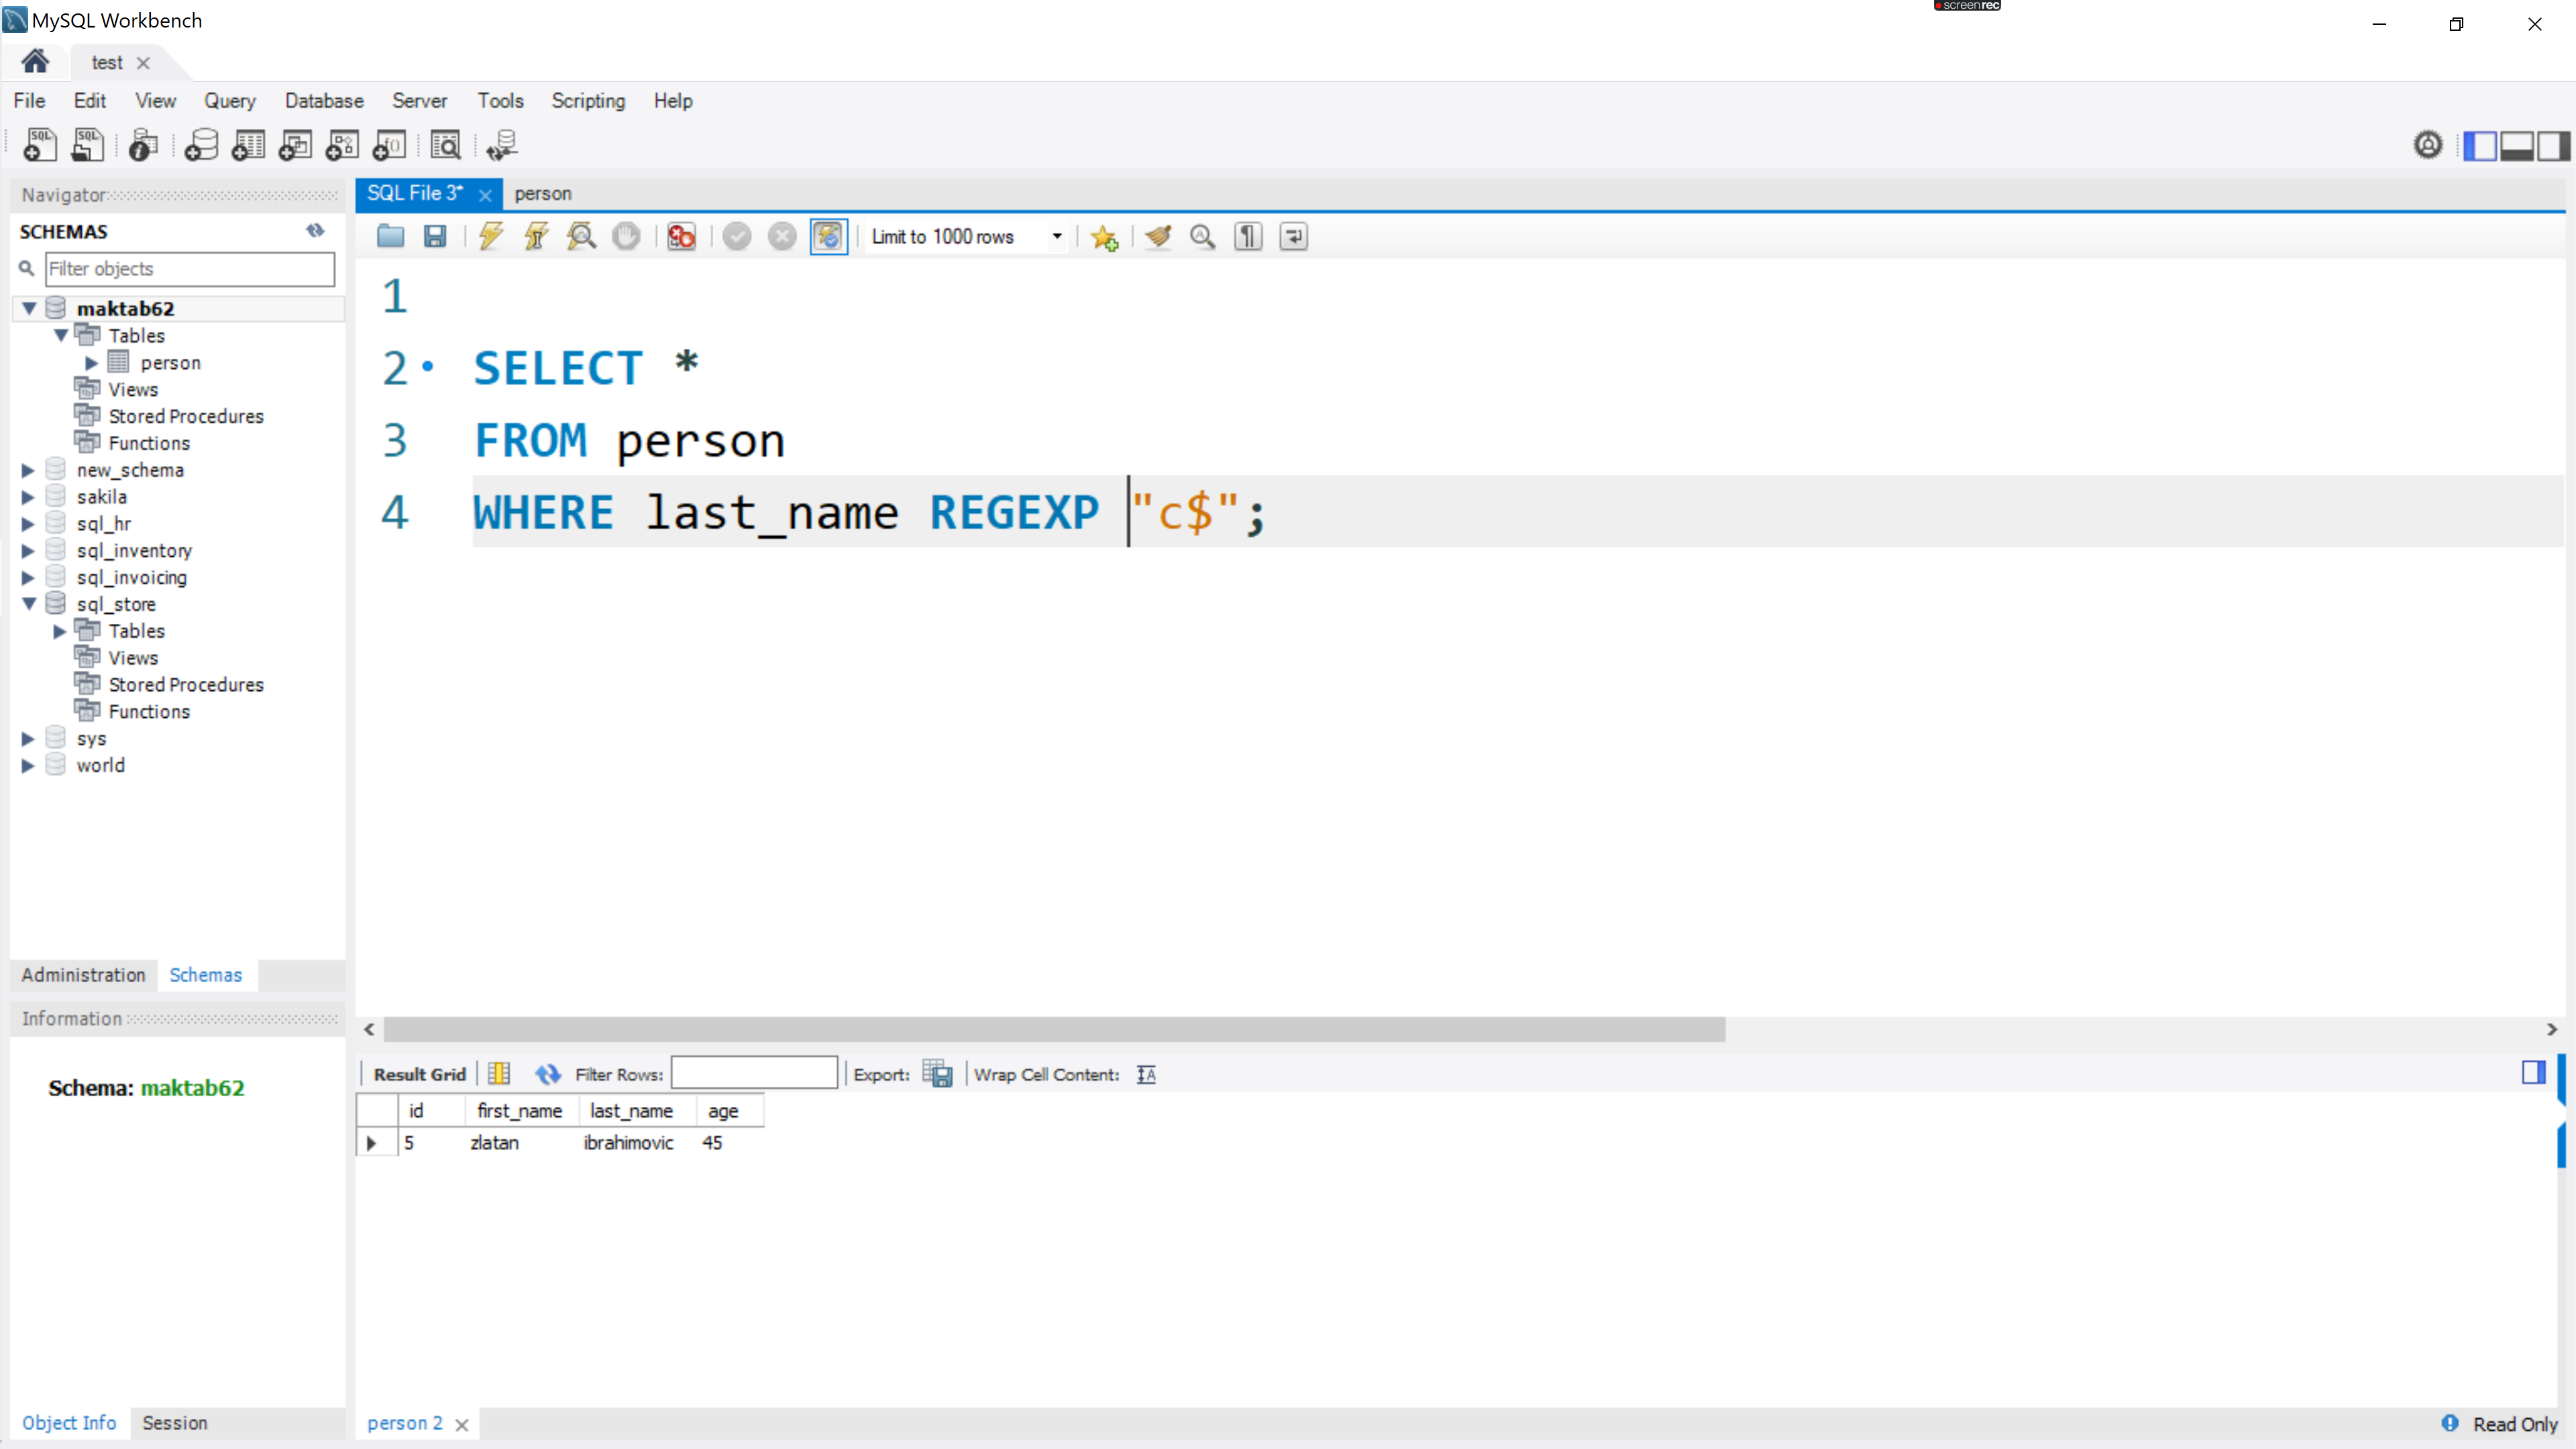 screenrec
MySQL Workbench
test
File Edit View Query Database Server Tools Scripting Help
Navigator
SCHEMAS
Filter objects
maktab62
Tables
person
Views
Stored Procedures
Functions
new_schema
sakila
sql_hr
sql_inventory
sql_invoicing
sql_store
Tables
Views
Stored Procedures
Functions
sys
world
Administration Schemas
Information
Schema: maktab62
Object Info Session
SQL File 3* person
Limit to 1000 rows
1
2 SELECT *
3 FROM person
4 WHERE last_name REGEXP "c$";
Result Grid Filter Rows: Export: Wrap Cell Content:
id first_name last_name age
5 zlatan ibrahimovic 45
person 2
Read Only